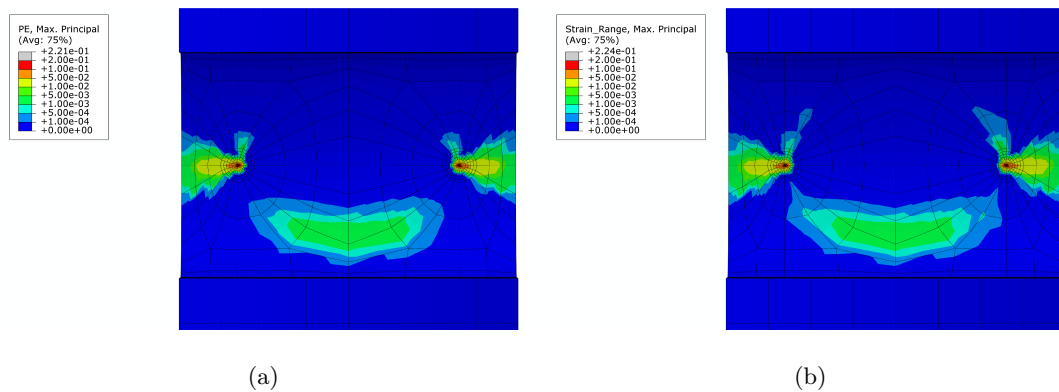 PE, Max. Principal
(Avg: 75%)
+2.21e-01
+2.00e-01
+1.00e-01
+5.00e-02
+1.00e-02
+5.00e-03
+1.00e-03
+5.00e-04
+1.00e-04
+0.00e+00
Strain_Range, Max. Principal
(Avg: 75%)
+2.24e-01
+2.00e-01
+1.00e-01
+5.00e-02
+1.00e-02
+5.00e-03
+1.00e-03
+5.00e-04
+1.00e-04
+0.00e+00
(a)
(b)